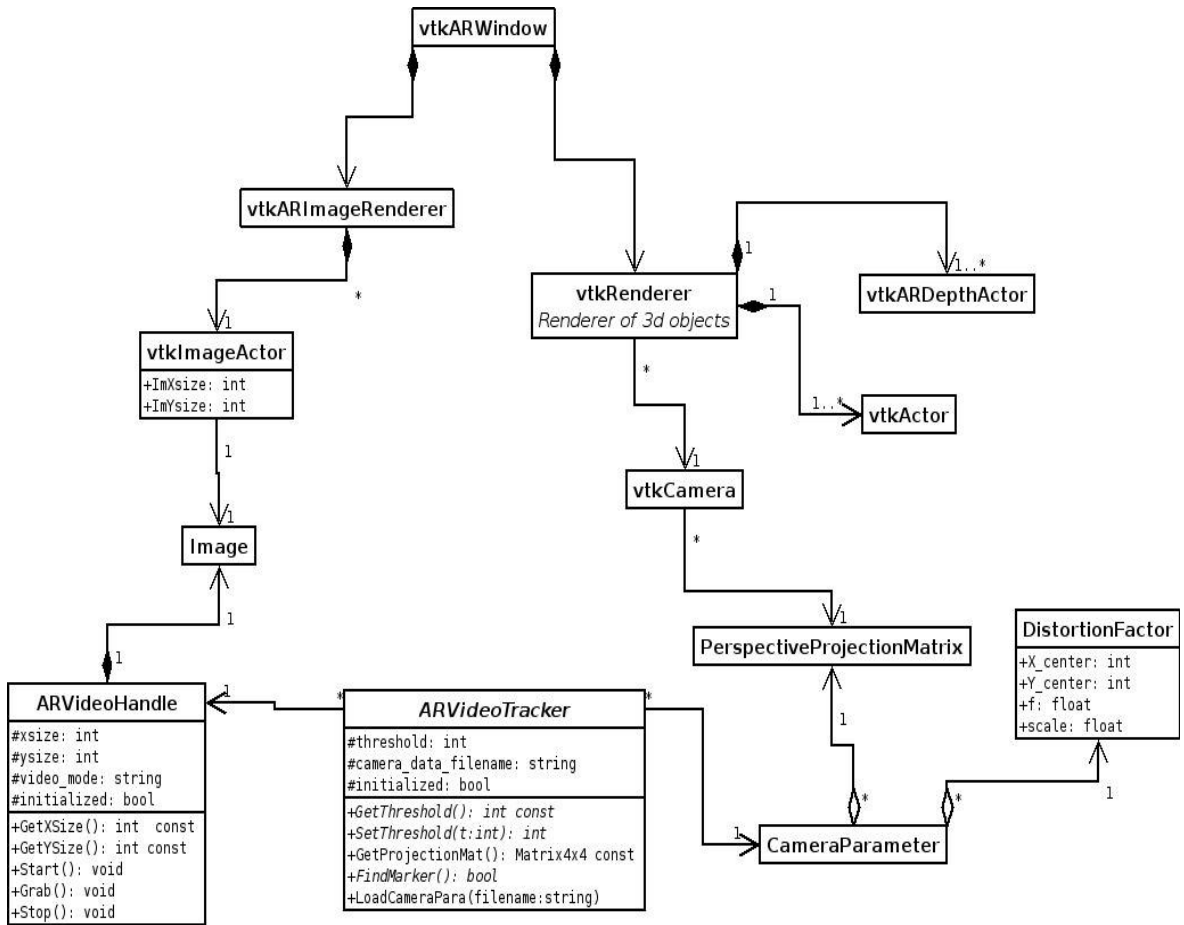 vtkARWindow
vtkARImageRenderer
*
1
vtkImageActor
+ImXsize: int
+ImYsize: int
1
1
Image
1
1
vtkRenderer
Renderer of 3d objects
1
1..*
vtkARDepthActor
1
1..*
vtkActor
*
1
vtkCamera
*
1
PerspectiveProjectionMatrix
1
*
DistortionFactor
+X_center: int
+Y_center: int
+f: float
+scale: float
1
*
CameraParameter
ARVideoHandle
#xsize: int
#ysize: int
#video_mode: string
#initialized: bool
+GetXSize(): int const
+GetYSize(): int const
+Start(): void
+Grab(): void
+Stop(): void
1
*
ARVideoTracker
#threshold: int
#camera_data_filename: string
#initialized: bool
+GetThreshold(): int const
+SetThreshold(t:int): int
+GetProjectionMat(): Matrix4x4 const
+FindMarker(): bool
+LoadCameraPara(filename:string)
*
1